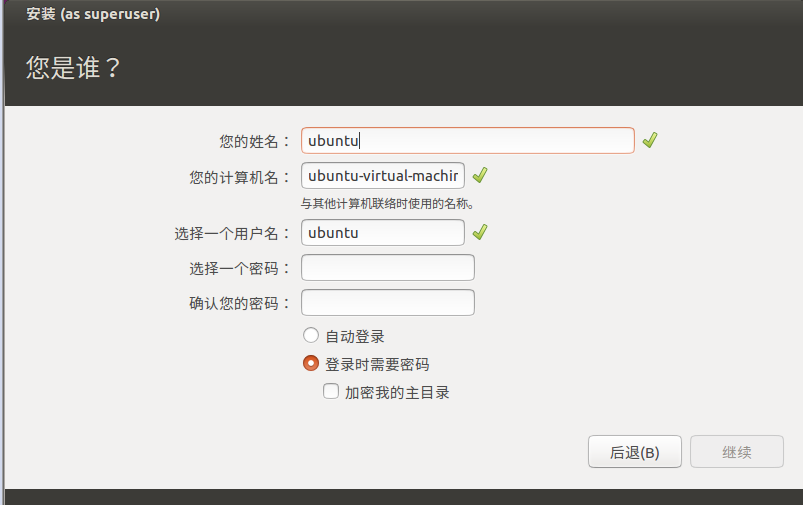 安装 (as superuser)
您是谁？
您的姓名： ubuntu
您的计算机名： ubuntu-virtual-machin
与其他计算机联络时使用的名称。
选择一个用户名： ubuntu
选择一个密码：
确认您的密码：
自动登录
登录时需要密码
加密我的主目录
后退(B) 继续